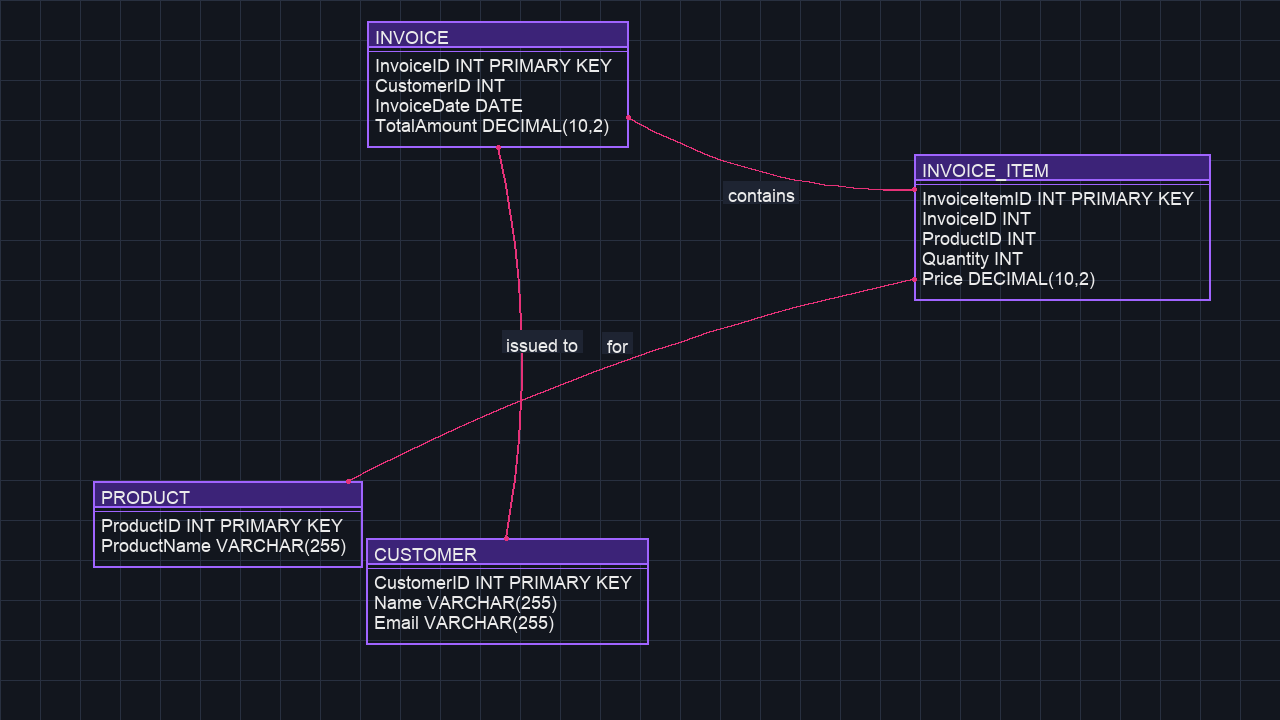 INVOICE
InvoiceID INT PRIMARY KEY
CustomerID INT
InvoiceDate DATE
TotalAmount DECIMAL(10,2)
contains
INVOICE_ITEM
InvoiceItemID INT PRIMARY KEY
InvoiceID INT
ProductID INT
Quantity INT
Price DECIMAL(10,2)
issued to
for
PRODUCT
ProductID INT PRIMARY KEY
ProductName VARCHAR(255)
CUSTOMER
CustomerID INT PRIMARY KEY
Name VARCHAR(255)
Email VARCHAR(255)